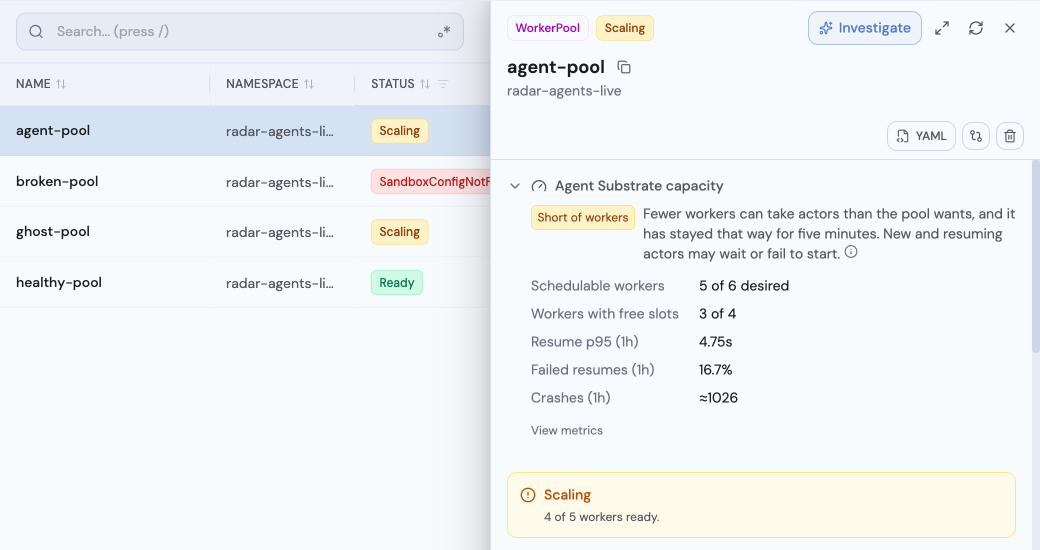 Search... (press /)
.*
NAME
NAMESPACE
STATUS
agent-pool
radar-agents-li...
Scaling
broken-pool
radar-agents-li...
SandboxConfigNotF
ghost-pool
radar-agents-li...
Scaling
healthy-pool
radar-agents-li...
Ready
WorkerPool
Scaling
Investigate
agent-pool
radar-agents-live
YAML
Agent Substrate capacity
Short of workers
Fewer workers can take actors than the pool wants, and it
has stayed that way for five minutes. New and resuming
actors may wait or fail to start.
Schedulable workers 5 of 6 desired
Workers with free slots 3 of 4
Resume p95 (1h) 4.75s
Failed resumes (1h) 16.7%
Crashes (1h) ≈1026
View metrics
Scaling
4 of 5 workers ready.